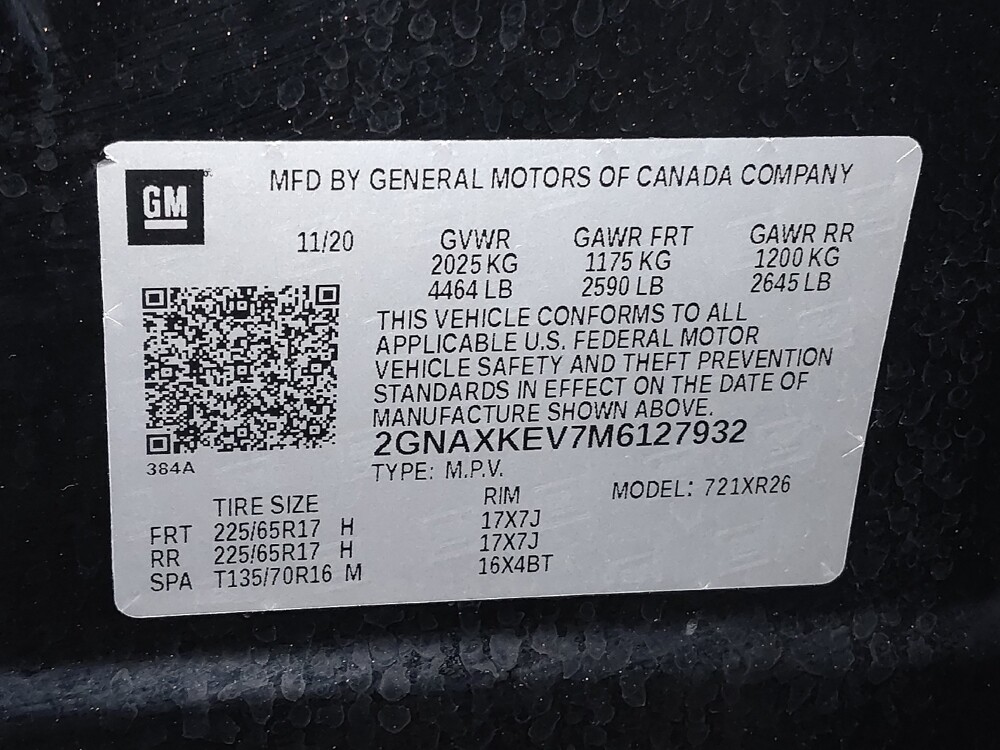 GM
MFD BY GENERAL MOTORS OF CANADA COMPANY
11/20 GVWR GAWR FRT GAWR RR
2025 KG 1175 KG 1200 KG
4464 LB 2590 LB 2645 LB
THIS VEHICLE CONFORMS TO ALL
APPLICABLE U.S. FEDERAL MOTOR
VEHICLE SAFETY AND THEFT PREVENTION
STANDARDS IN EFFECT ON THE DATE OF
MANUFACTURE SHOWN ABOVE.
2GNAXKEV7M6127932
384A
TYPE: M.P.V.
TIRE SIZE RIM MODEL: 721XR26
FRT 225/65R17 H 17X7J
RR 225/65R17 H 17X7J
SPA T135/70R16 M 16X4BT